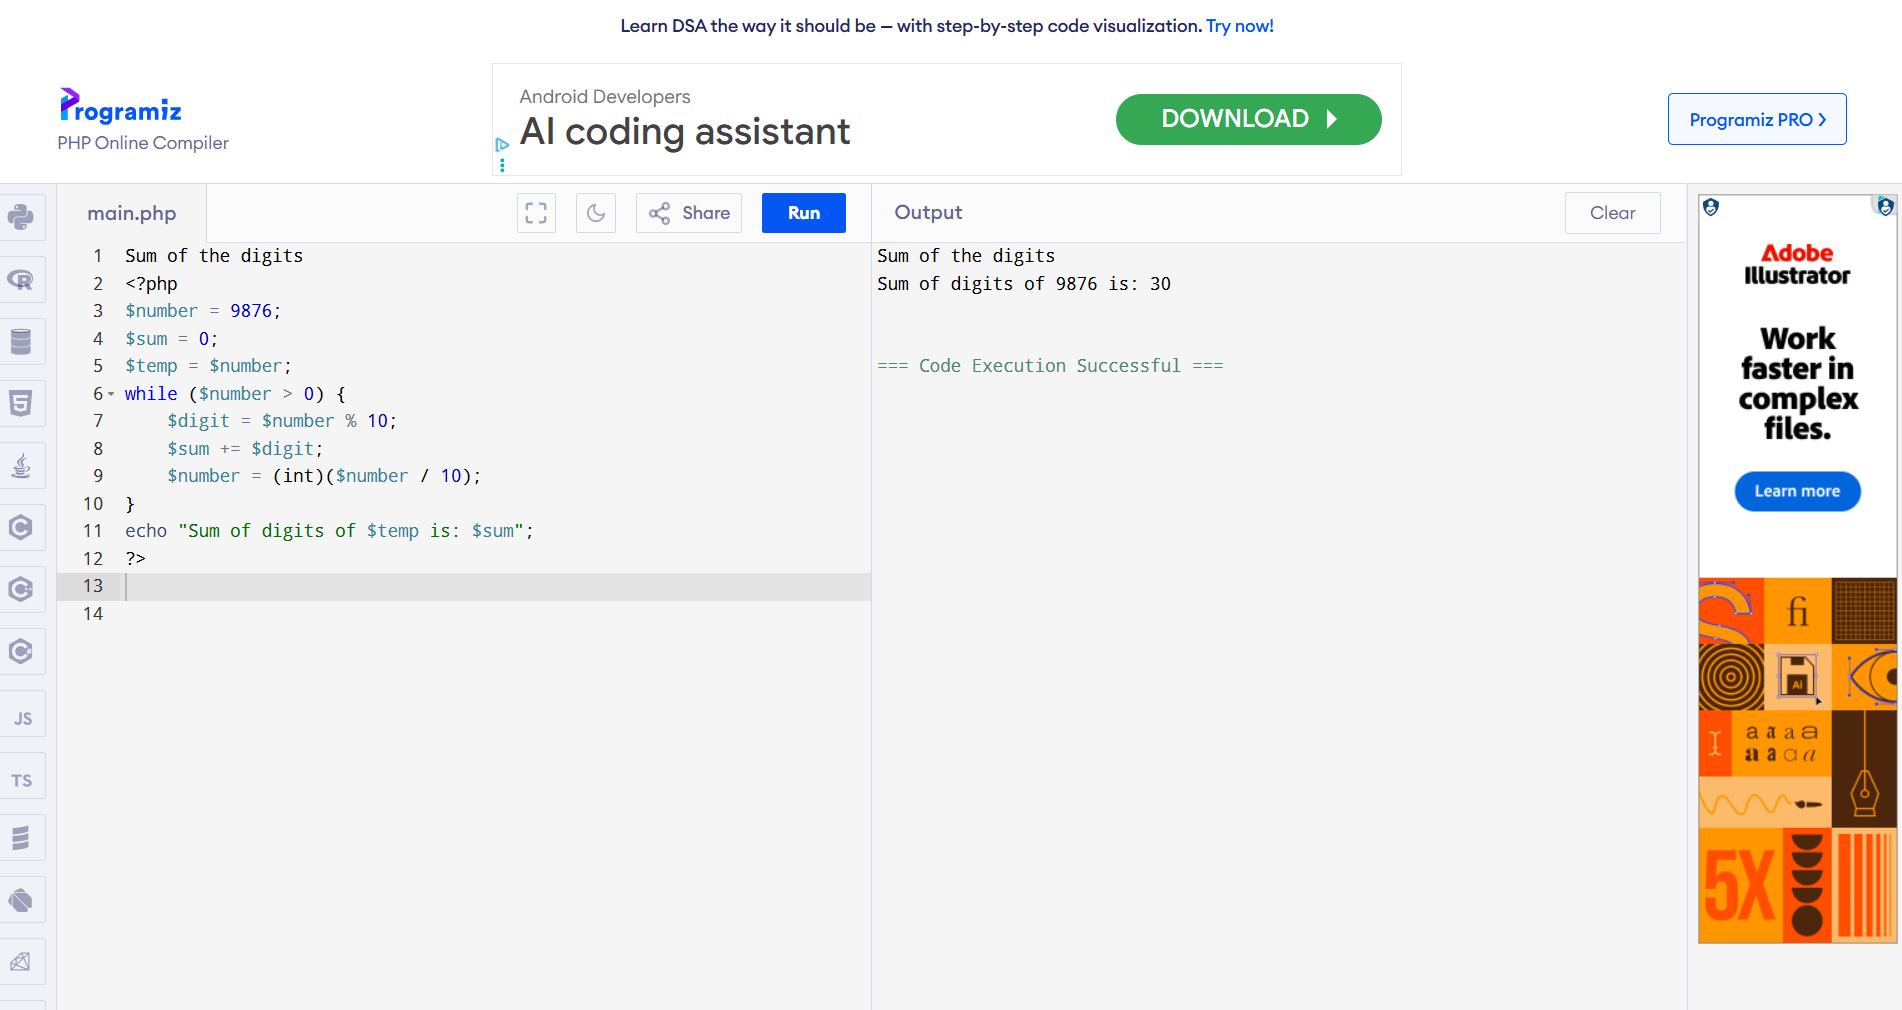 Learn DSA the way it should be — with step-by-step code visualization. Try now!
Programiz
PHP Online Compiler
Android Developers
AI coding assistant
DOWNLOAD
Programiz PRO
main.php
Share
Run
Output
Clear
1 Sum of the digits
2 <?php
3 $number = 9876;
4 $sum = 0;
5 $temp = $number;
6 while ($number > 0) {
7     $digit = $number % 10;
8     $sum += $digit;
9     $number = (int)($number / 10);
10 }
11 echo "Sum of digits of $temp is: $sum";
12 ?>
13
14
Sum of the digits
Sum of digits of 9876 is: 30
=== Code Execution Successful ===
JS
TS
Adobe
Illustrator
Work
faster in
complex
files.
Learn more
fi
Ai
a a a a
a a a a
5X